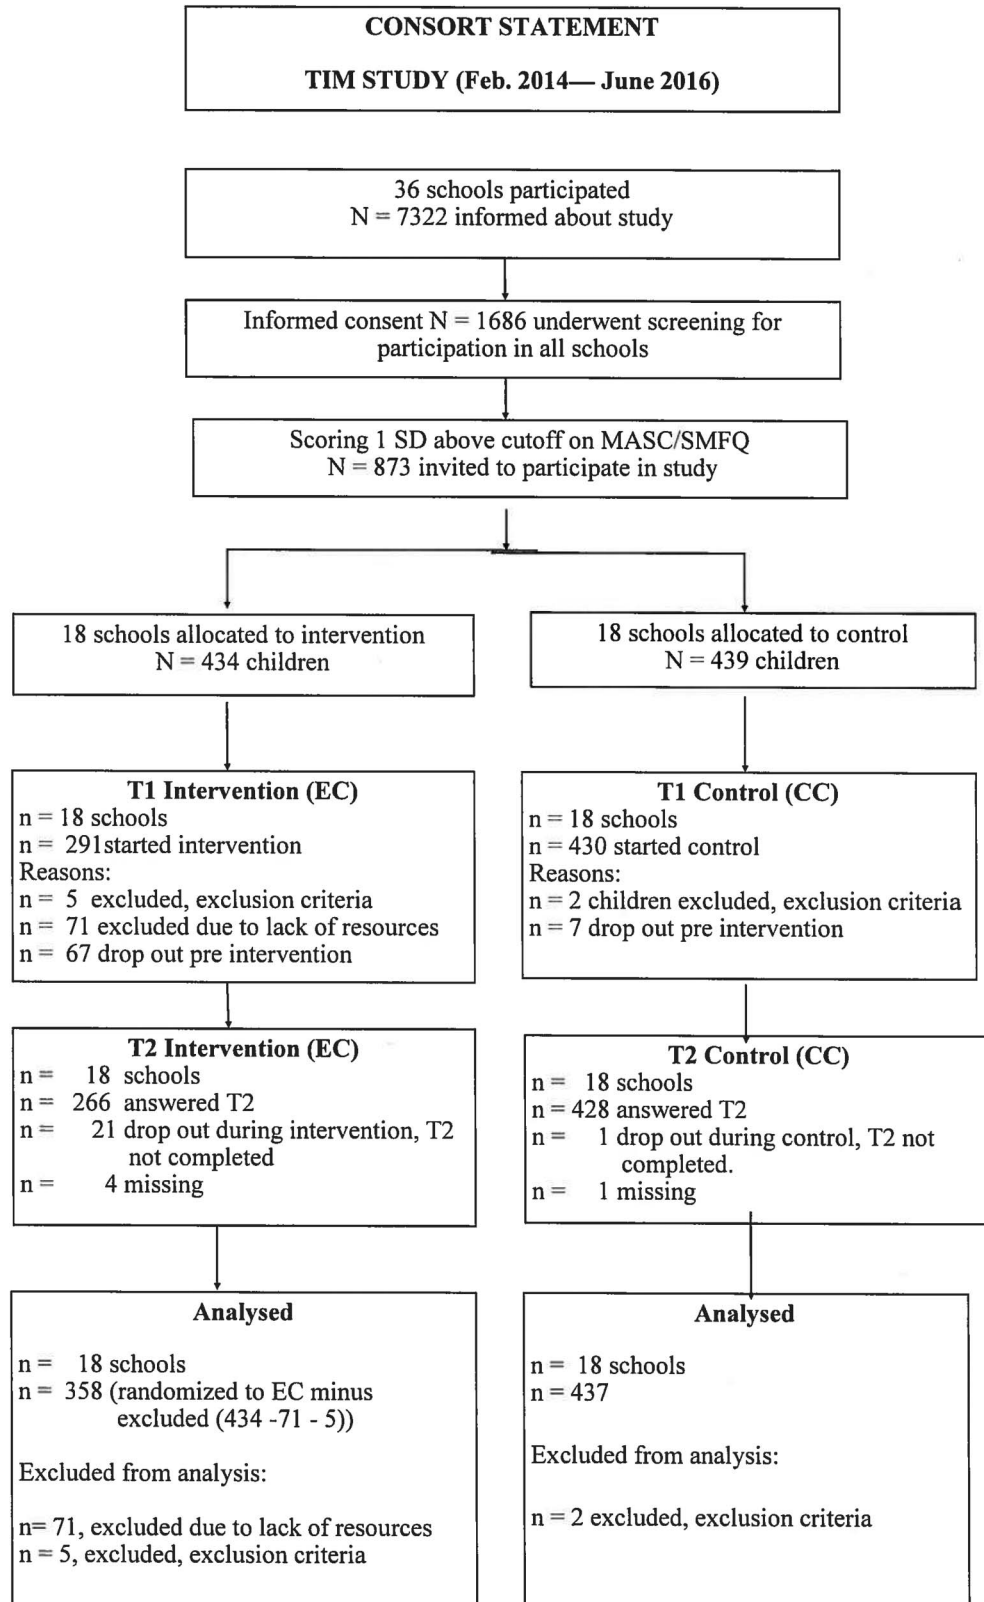 CONSORT STATEMENT
TIM STUDY (Feb. 2014— June 2016)
36 schools participated
N = 7322 informed about study
Informed consent N = 1686 underwent screening for
participation in all schools
Scoring 1 SD above cutoff on MASC/SMFQ
N = 873 invited to participate in study
18 schools allocated to intervention
N = 434 children
18 schools allocated to control
N = 439 children
T1 Intervention (EC)
n = 18 schools
n = 291started intervention
Reasons:
n = 5 excluded, exclusion criteria
n = 71 excluded due to lack of resources
n = 67 drop out pre intervention
T1 Control (CC)
n = 18 schools
n = 430 started control
Reasons:
n = 2 children excluded, exclusion criteria
n = 7 drop out pre intervention
T2 Intervention (EC)
n = 18 schools
n = 266 answered T2
n = 21 drop out during intervention, T2
not completed
n = 4 missing
T2 Control (CC)
n = 18 schools
n = 428 answered T2
n = 1 drop out during control, T2 not
completed.
n = 1 missing
Analysed
n = 18 schools
n = 358 (randomized to EC minus
excluded (434 -71 - 5))
Excluded from analysis:
n= 71, excluded due to lack of resources
n = 5, excluded, exclusion criteria
Analysed
n = 18 schools
n = 437
Excluded from analysis:
n = 2 excluded, exclusion criteria